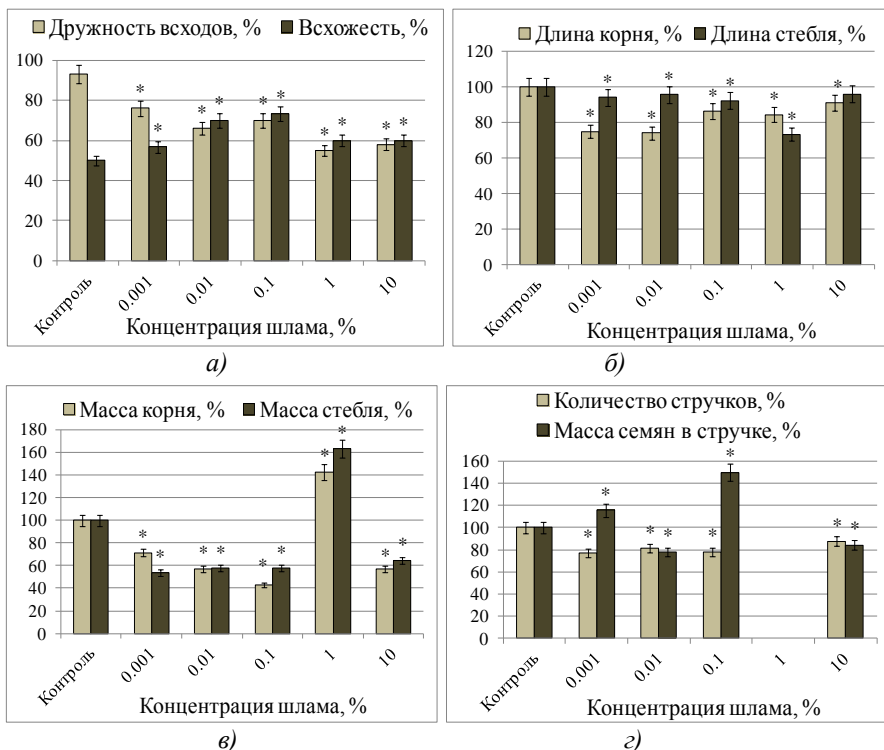 Дружность всходов, % Всхожесть, %
100
80
60
40
20
0
* * * * * * * * * *
Контроль 0.001 0.01 0.1 1 10
Концентрация шлама, %
а)
Длина корня, % Длина стебля, %
120
100
80
60
40
20
0
* * * * * * * * *
Контроль 0.001 0.01 0.1 1 10
Концентрация шлама, %
б)
Масса корня, % Масса стебля, %
180
160
140
120
100
80
60
40
20
0
* * * * * * * * * *
Контроль 0.001 0.01 0.1 1 10
Концентрация шлама, %
в)
Количество стручков, %
Масса семян в стручке, %
160
140
120
100
80
60
40
20
0
* * * * * * * *
Контроль 0.001 0.01 0.1 1 10
Концентрация шлама, %
г)